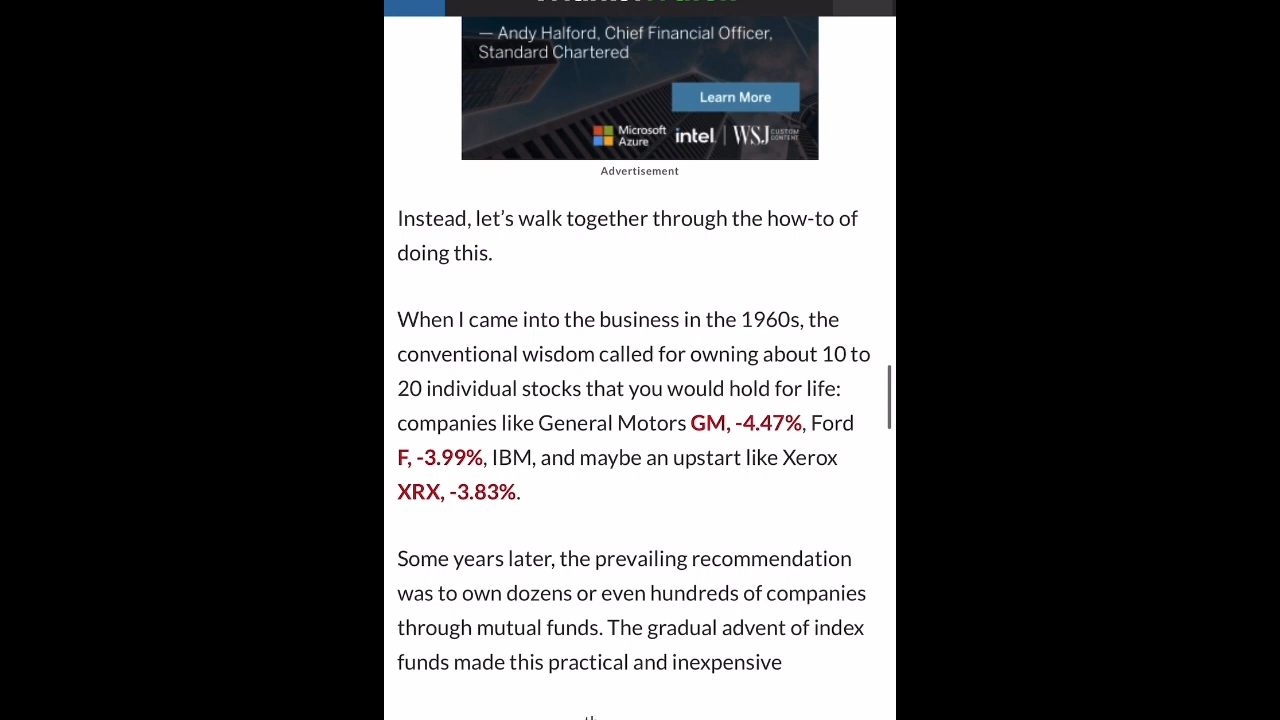 — Andy Halford, Chief Financial Officer,
Standard Chartered
Learn More
Microsoft
Azure
intel.
WSJ
CUSTOM
CONTENT
Advertisement
Instead, let’s walk together through the how-to of
doing this.
When I came into the business in the 1960s, the
conventional wisdom called for owning about 10 to
20 individual stocks that you would hold for life:
companies like General Motors GM, -4.47%, Ford
F, -3.99%, IBM, and maybe an upstart like Xerox
XRX, -3.83%.
Some years later, the prevailing recommendation
was to own dozens or even hundreds of companies
through mutual funds. The gradual advent of index
funds made this practical and inexpensive